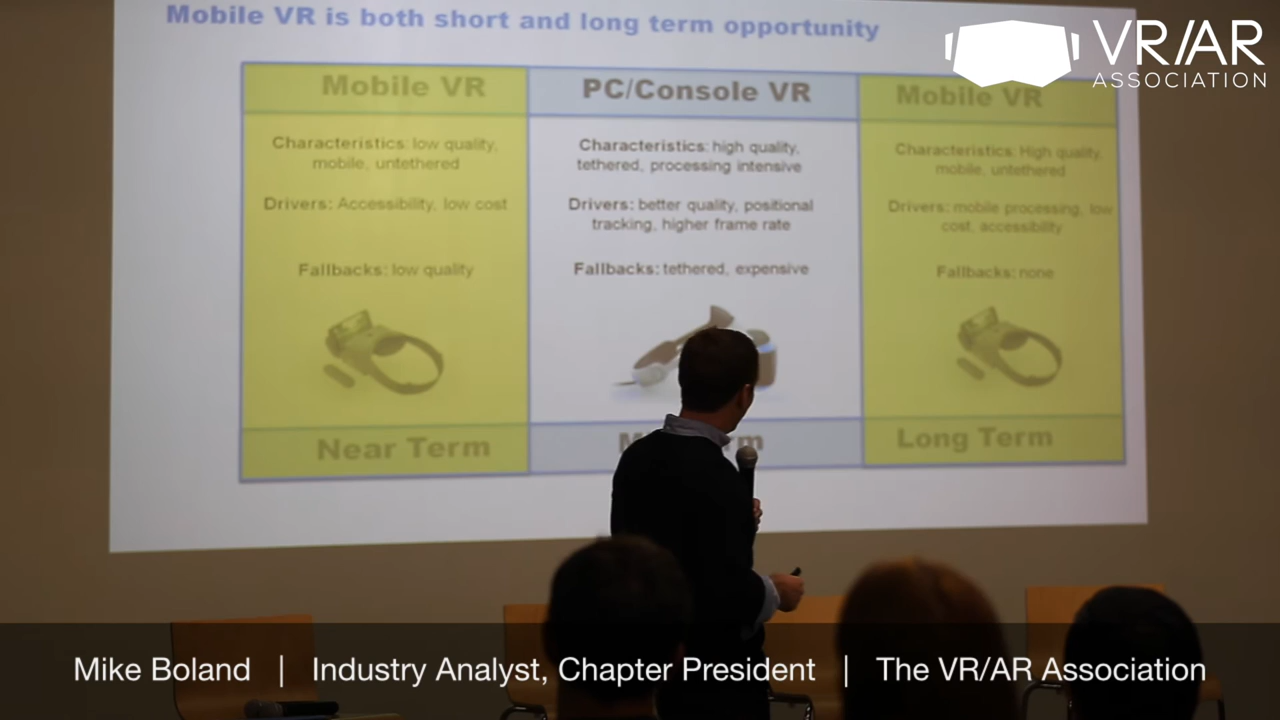 Mobile VR is both short and long term opportunity
VR/AR
ASSOCIATION
Mobile VR
Characteristics: low quality,
mobile, untethered
Drivers: Accessibility, low cost
Fallbacks: low quality
Near Term
PC/Console VR
Characteristics: high quality,
tethered, processing intensive
Drivers: better quality, positional
tracking, higher frame rate
Fallbacks: tethered, expensive
Mobile VR
Characteristics: High quality,
mobile, untethered
Drivers: mobile processing, low
cost, accessibility
Fallbacks: none
Long Term
Mike Boland | Industry Analyst, Chapter President | The VR/AR Association